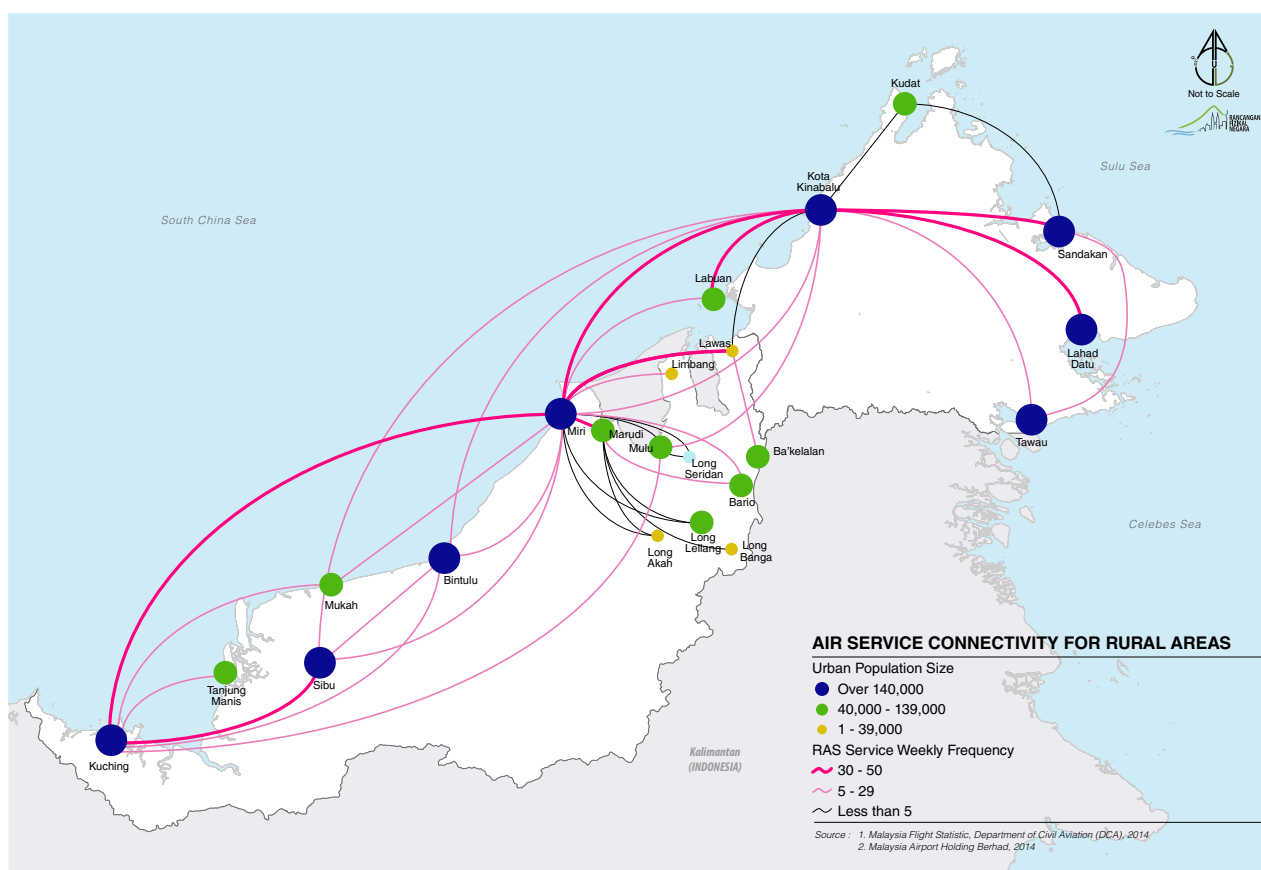 Kudat
Not to Scale
RANCANGAN
FIZIKAL
NEGARA
Sulu Sea
Kota
Kinabalu
South China Sea
Sandakan
Labuan
Lawas
Limbang
Lahad
Datu
Miri
Marudi
Mulu
Long
Seridan
Ba'kelalan
Tawau
Bario
Celebes Sea
Long
Lellang
Long
Akah
Long
Banga
Bintulu
Mukah
Sibu
Tanjung
Manis
Kuching
Kalimantan
(INDONESIA)
AIR SERVICE CONNECTIVITY FOR RURAL AREAS
Urban Population Size
Over 140,000
40,000 - 139,000
1 - 39,000
RAS Service Weekly Frequency
30 - 50
5 - 29
Less than 5
Source : 1. Malaysia Flight Statistic, Department of Civil Aviation (DCA), 2014
2. Malaysia Airport Holding Berhad, 2014